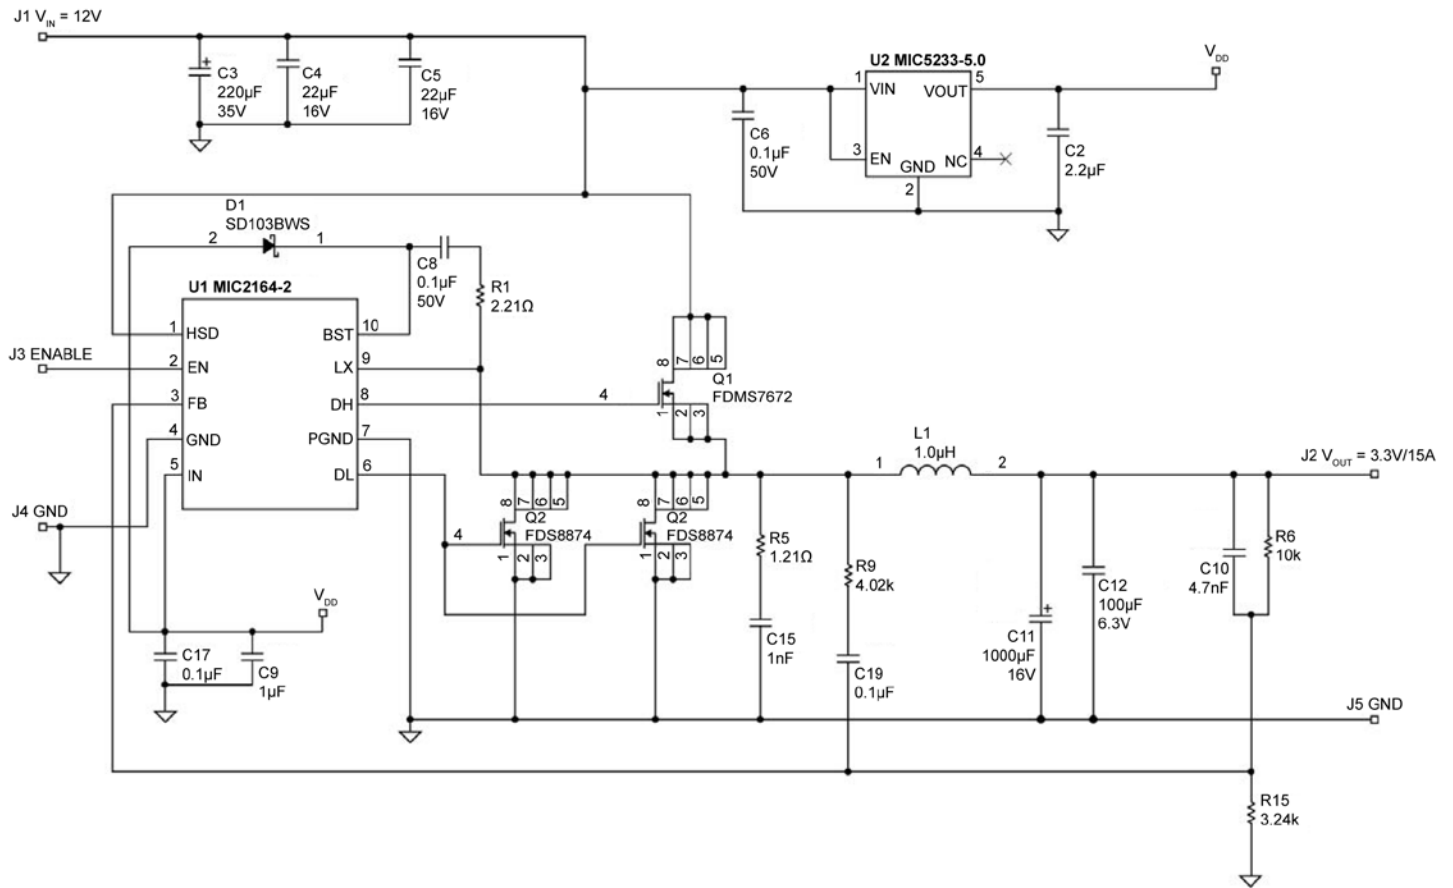 J1 VIN = 12V
C3
220µF
35V
C4
22µF
16V
C5
22µF
16V
U2 MIC5233-5.0
1
VIN
VOUT
5
3
EN
GND
NC
4
2
VDD
C6
0.1µF
50V
C2
2.2µF
D1
SD103BWS
2
1
C8
0.1µF
50V
R1
2.21Ω
U1 MIC2164-2
1
HSD
BST
10
J3 ENABLE
2
EN
LX
9
3
FB
DH
8
4
GND
PGND
7
5
IN
DL
6
J4 GND
4
8
7
6
5
Q1
FDMS7672
1
2
3
8
7
6
5
Q2
FDS8874
4
1
2
3
8
7
6
5
Q2
FDS8874
1
2
3
L1
1.0µH
1
2
J2 VOUT = 3.3V/15A
R5
1.21Ω
C15
1nF
R9
4.02k
C19
0.1µF
C11
1000µF
16V
C12
100µF
6.3V
C10
4.7nF
R6
10k
VDD
C17
0.1µF
C9
1µF
J5 GND
R15
3.24k